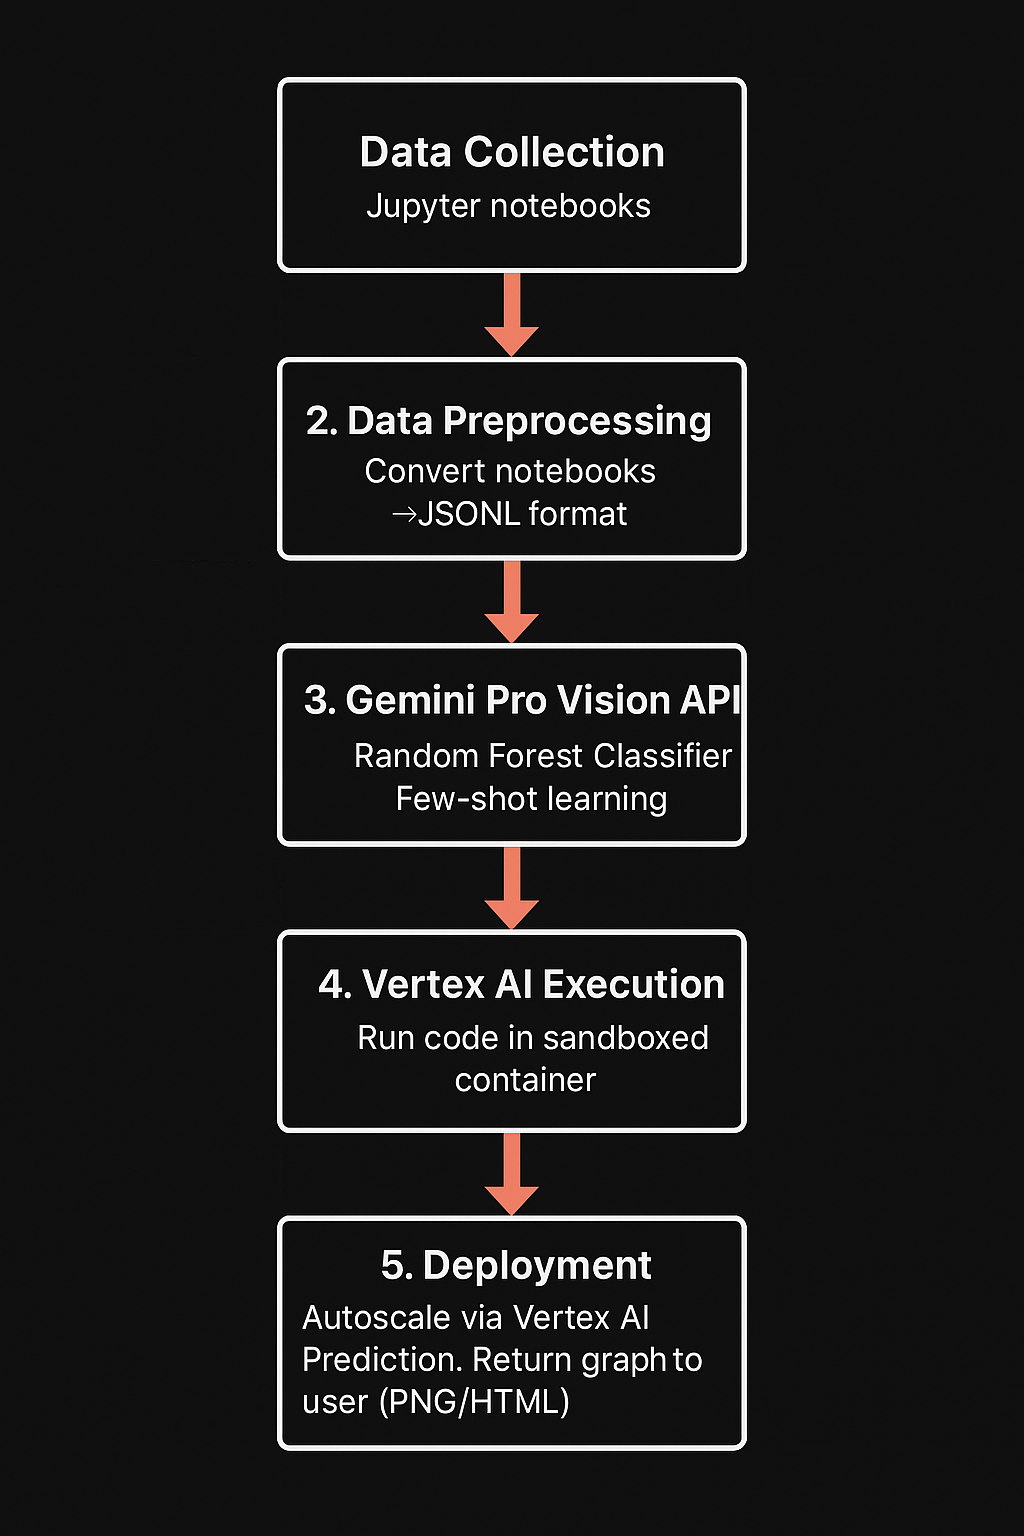 Data Collection
Jupyter notebooks
2. Data Preprocessing
Convert notebooks
→JSONL format
3. Gemini Pro Vision API
Random Forest Classifier
Few-shot learning
4. Vertex AI Execution
Run code in sandboxed
container
5. Deployment
Autoscale via Vertex AI
Prediction. Return graph to
user (PNG/HTML)